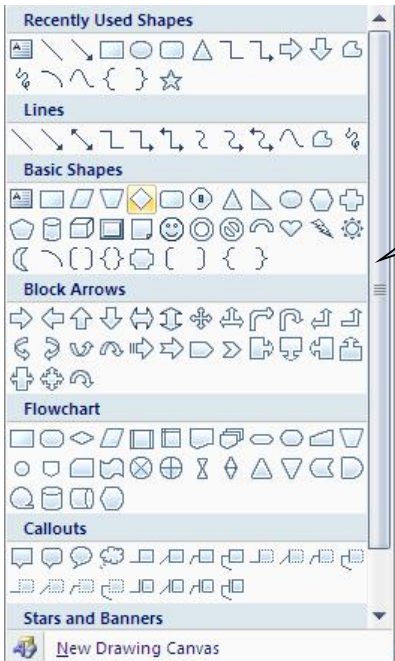 Recently Used Shapes
Lines
Basic Shapes
Block Arrows
Flowchart
Callouts
Stars and Banners
New Drawing Canvas